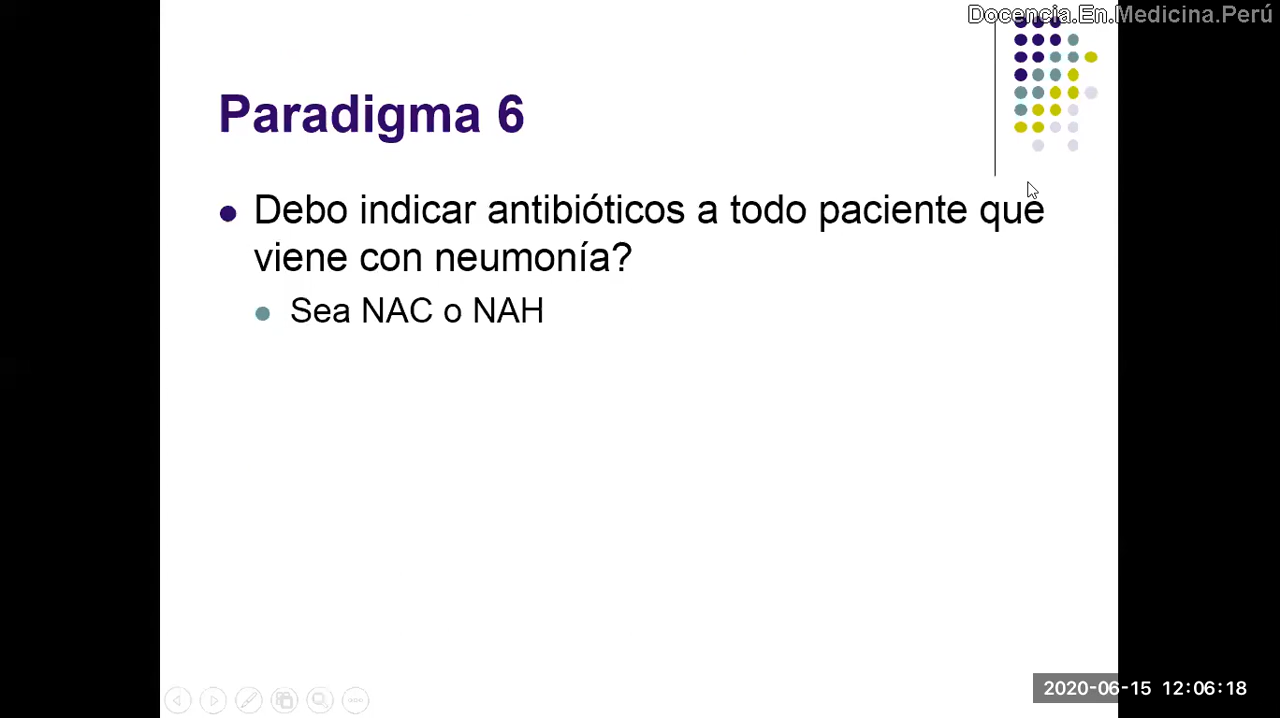 Docencia.En.Medicina.Perú
Paradigma 6
Debo indicar antibióticos a todo paciente que
viene con neumonía?
Sea NAC o NAH
2020-06-15 12:06:18